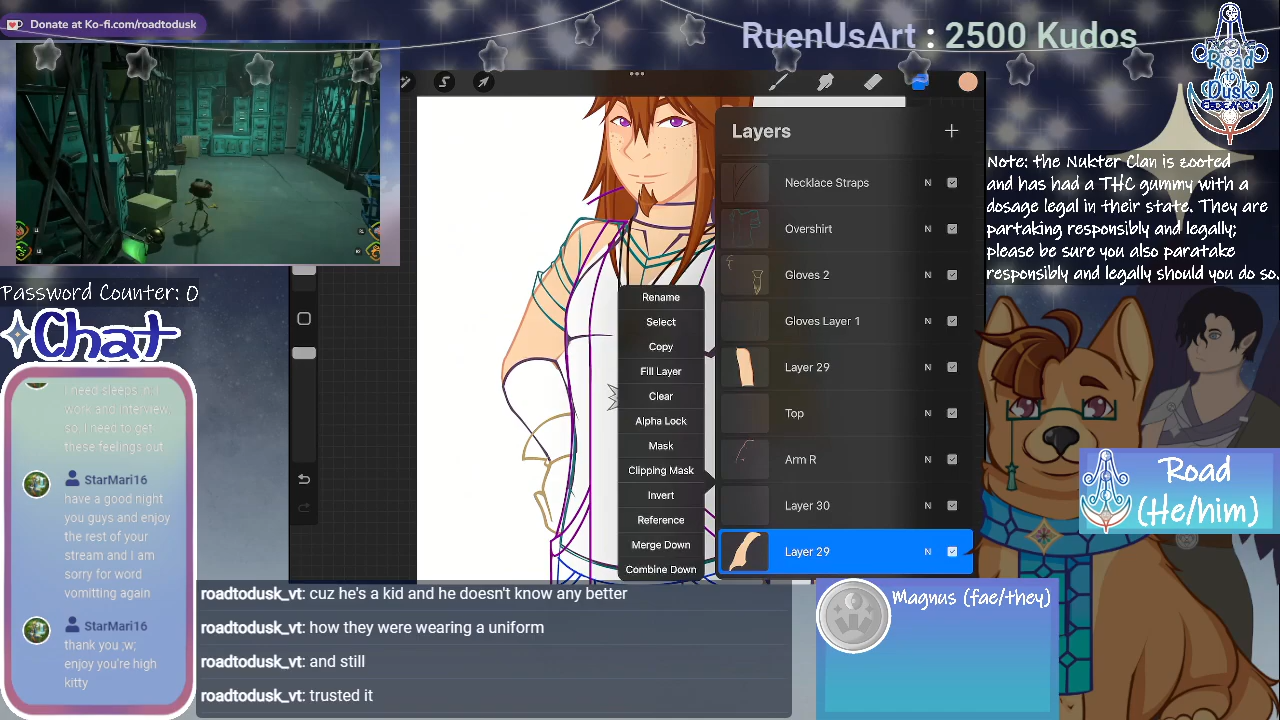 Donate at Ko-fi.com/roadtodusk
RuenUsArt : 2500 Kudos
Road
to
Dusk
EDUCATION
Note: the Nukter Clan is zooted
and has had a THC gummy with a
dosage legal in their state. They are
partaking responsibly and legally;
please be sure you also paratake
responsibly and legally should you do so.
Layers
Necklace Straps N
Overshirt N
Gloves 2 N
Gloves Layer 1 N
Layer 29 N
Top N
Arm R N
Layer 30 N
Layer 29 N
Rename
Select
Copy
Fill Layer
Clear
Alpha Lock
Mask
Clipping Mask
Invert
Reference
Merge Down
Combine Down
Password Counter: 0
Chat
work and interview
so. I need to get
these feelings out
StarMari16
have a good night
you guys and enjoy
the rest of your
stream and I am
sorry for word
vomitting again
StarMari16
thank you ;w;
enjoy you're high
kitty
roadtodusk_vt: cuz he's a kid and he doesn't know any better
roadtodusk_vt: how they were wearing a uniform
roadtodusk_vt: and still
roadtodusk_vt: trusted it
Road
(He/him)
Magnus (fae/they)